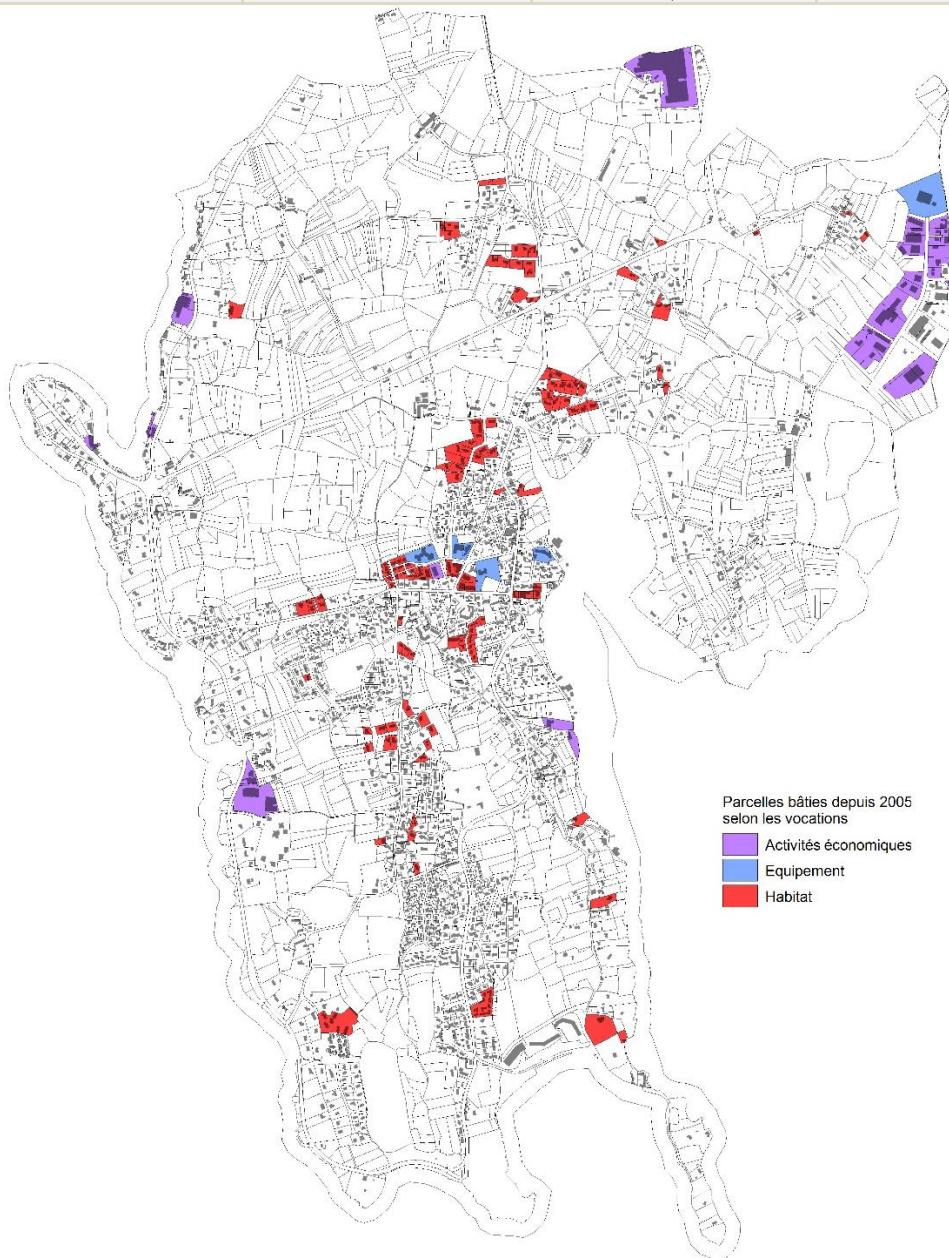 Parcelles bâties depuis 2005
selon les vocations
Activités économiques
Equipement
Habitat